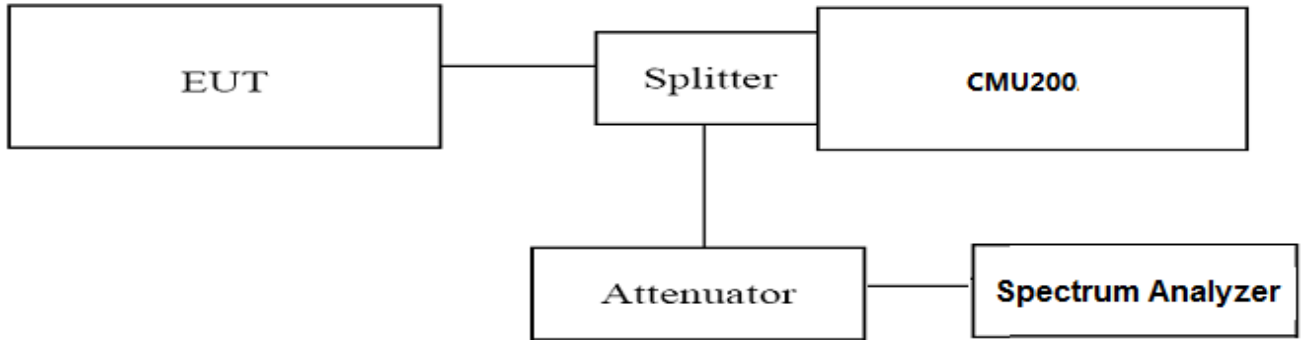 EUT
Splitter
CMU200.
Attenuator
Spectrum Analyzer